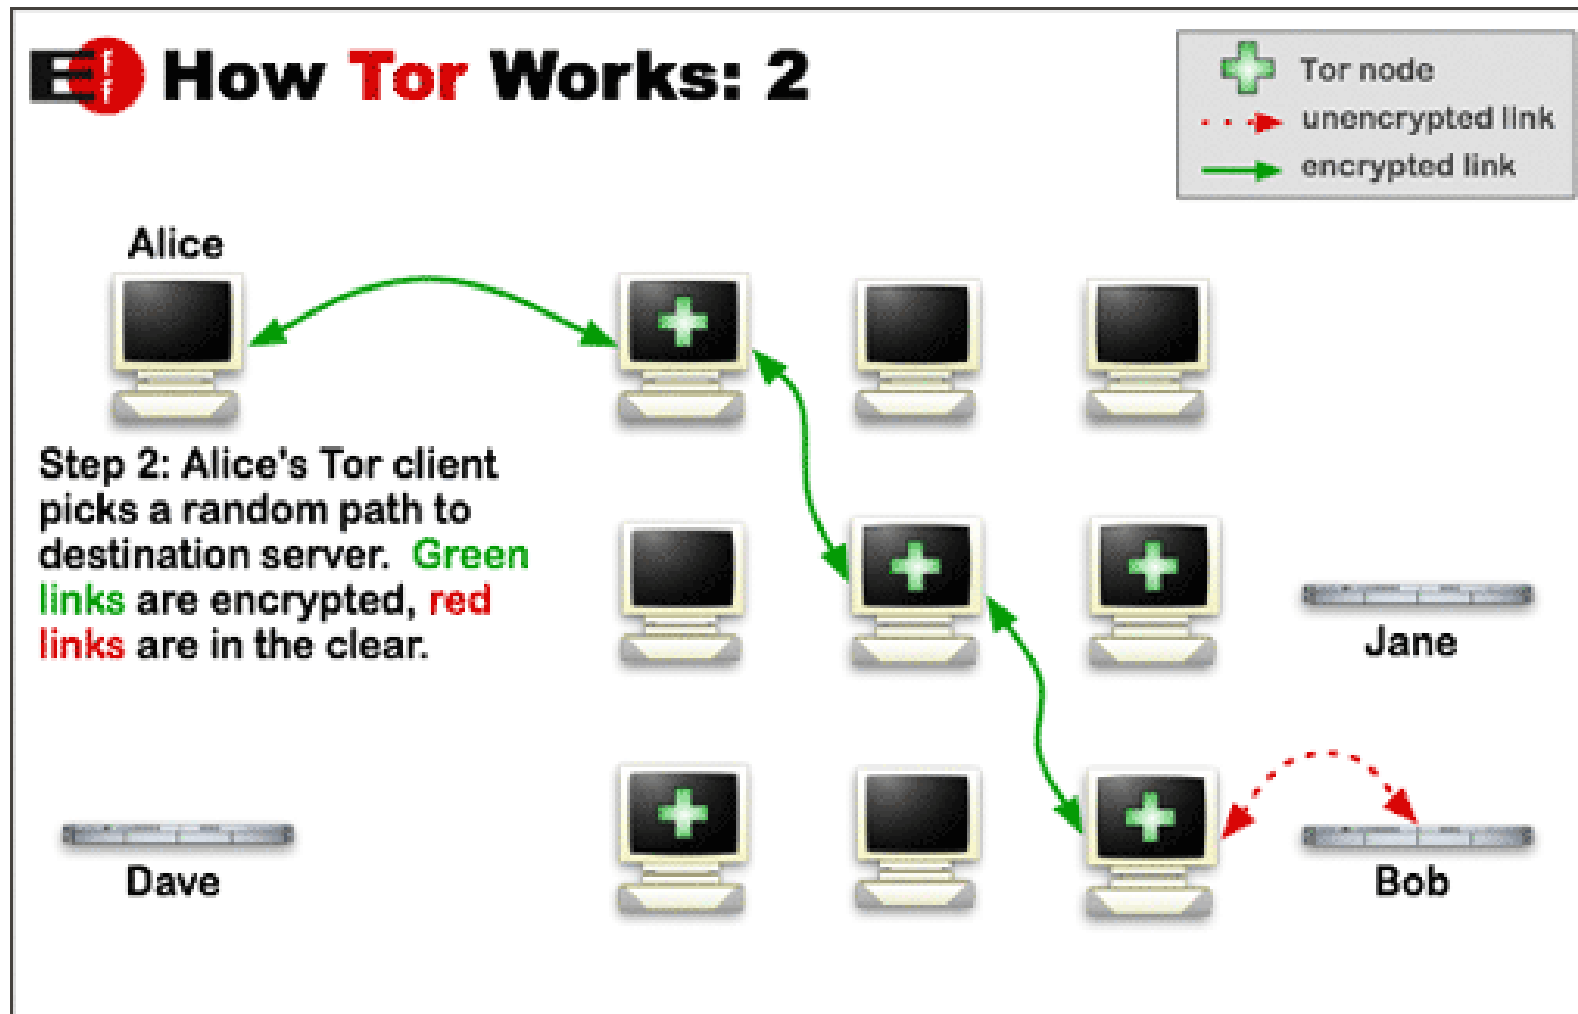 EFF How Tor Works: 2
Tor node
unencrypted link
encrypted link
Alice
Step 2: Alice's Tor client
picks a random path to
destination server. Green
links are encrypted, red
links are in the clear.
Jane
Dave
Bob